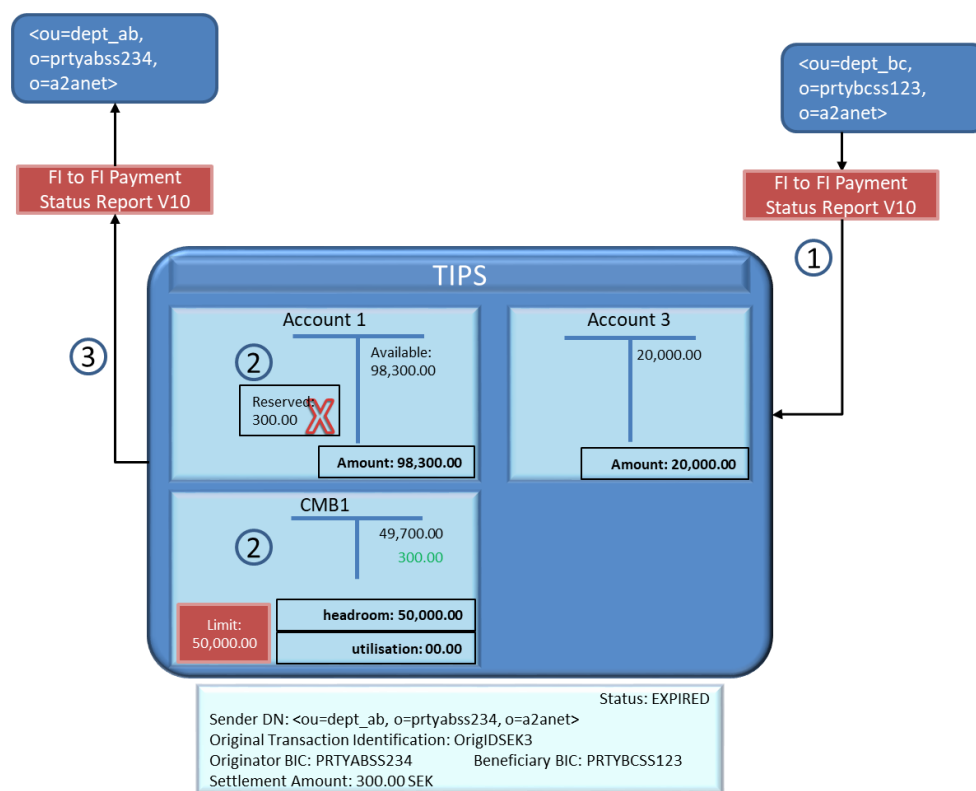 <ou=dept_ab,
o=prtyabss234,
o=a2anet>
<ou=dept_bc,
o=prtybcss123,
o=a2anet>
FI to FI Payment
Status Report V10
FI to FI Payment
Status Report V10
1
TIPS
3
Account 1
2
Available:
98,300.00
Reserved:
300.00
X
Amount: 98,300.00
Account 3
20,000.00
Amount: 20,000.00
CMB1
2
49,700.00
300.00
Limit:
50,000.00
headroom: 50,000.00
utilisation: 00.00
Status: EXPIRED
Sender DN: <ou=dept_ab, o=prtyabss234, o=a2anet>
Original Transaction Identification: OrigIDSEK3
Originator BIC: PRTYABSS234 Beneficiary BIC: PRTYBCSS123
Settlement Amount: 300.00 SEK